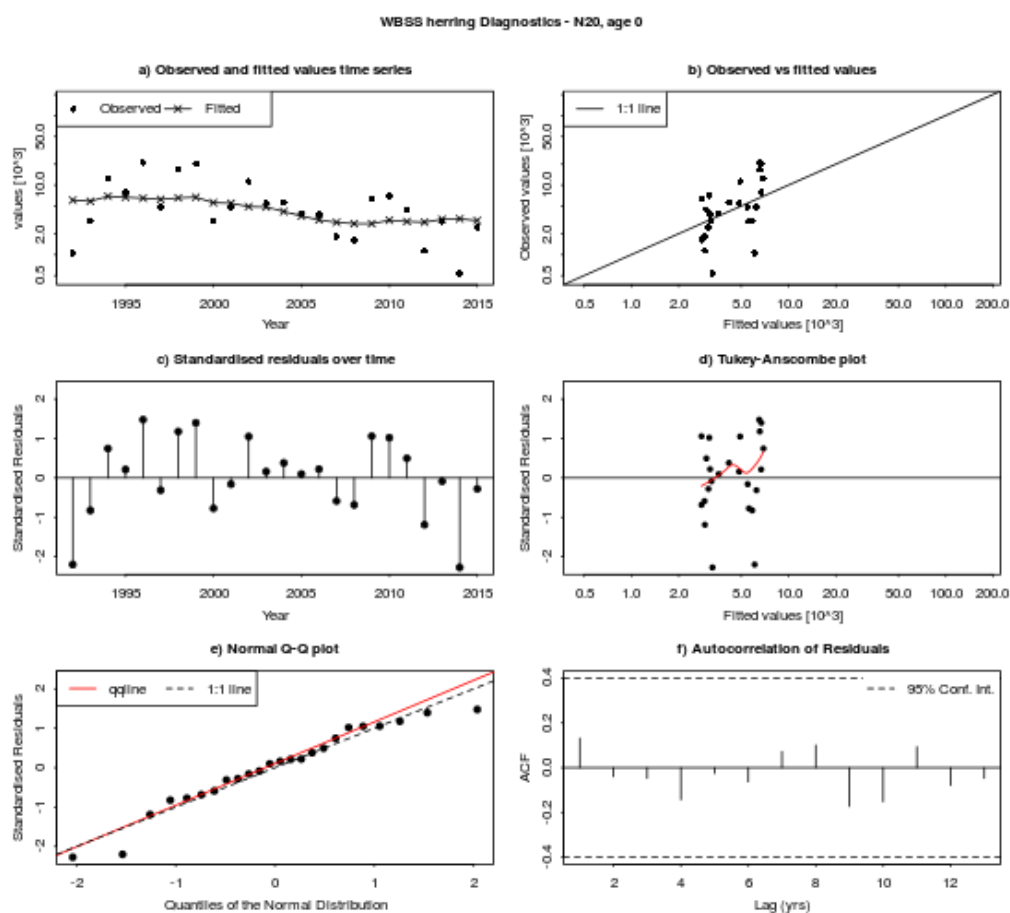 WBSS herring Diagnostics - N20, age 0
a) Observed and fitted values time series
values [10^3]
50.0
10.0
2.0
0.5
Observed
Fitted
1995
2000
2005
2010
2015
Year
b) Observed vs fitted values
Observed values [10^3]
50.0
10.0
2.0
0.5
1:1 line
0.5
1.0
2.0
5.0
10.0
20.0
50.0
100.0
200.0
Fitted values [10^3]
c) Standardised residuals over time
Standardised Residuals
2
1
0
-1
-2
1995
2000
2005
2010
2015
Year
d) Tukey-Anscombe plot
Standardised Residuals
2
1
0
-1
-2
0.5
1.0
2.0
5.0
10.0
20.0
50.0
100.0
200.0
Fitted values [10^3]
e) Normal Q-Q plot
Standardised Residuals
2
1
0
-1
-2
qqline
1:1 line
-2
-1
0
1
2
Quantiles of the Normal Distribution
f) Autocorrelation of Residuals
ACF
0.4
0.2
0.0
-0.2
-0.4
95% Conf. Int.
2
4
6
8
10
12
Lag (yrs)